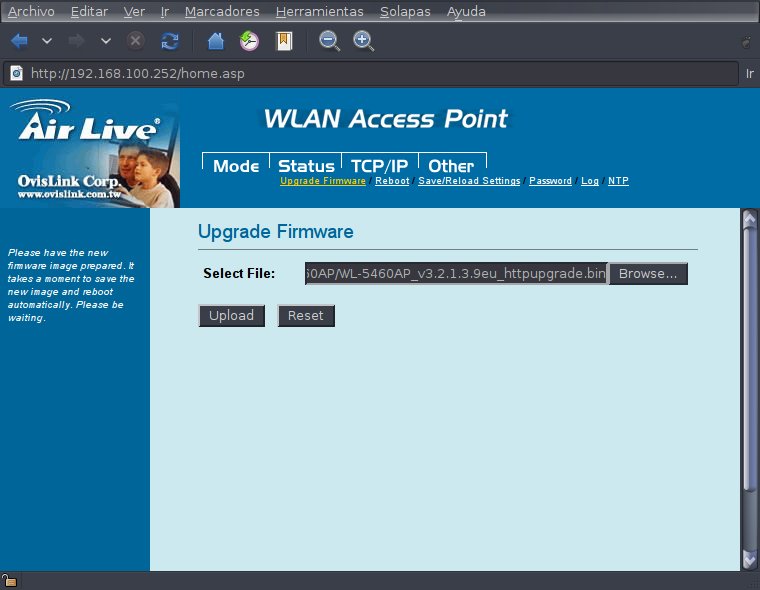 Archivo Editar Ver Ir Marcadores Herramientas Solapas Ayuda
http://192.168.100.252/home.asp Ir
Air Live®
OvisLink Corp.
www.ovislink.com.tw
WLAN Access Point
Mode Status TCP/IP Other
Upgrade Firmware / Reboot / Save/Reload Settings / Password / Log / NTP
Please have the new
firmware image prepared. It
takes a moment to save the
new image and reboot
automatically. Please be
waiting.
Upgrade Firmware
Select File: 60AP/WL-5460AP_v3.2.1.3.9eu_httpupgrade.bin Browse...
Upload Reset